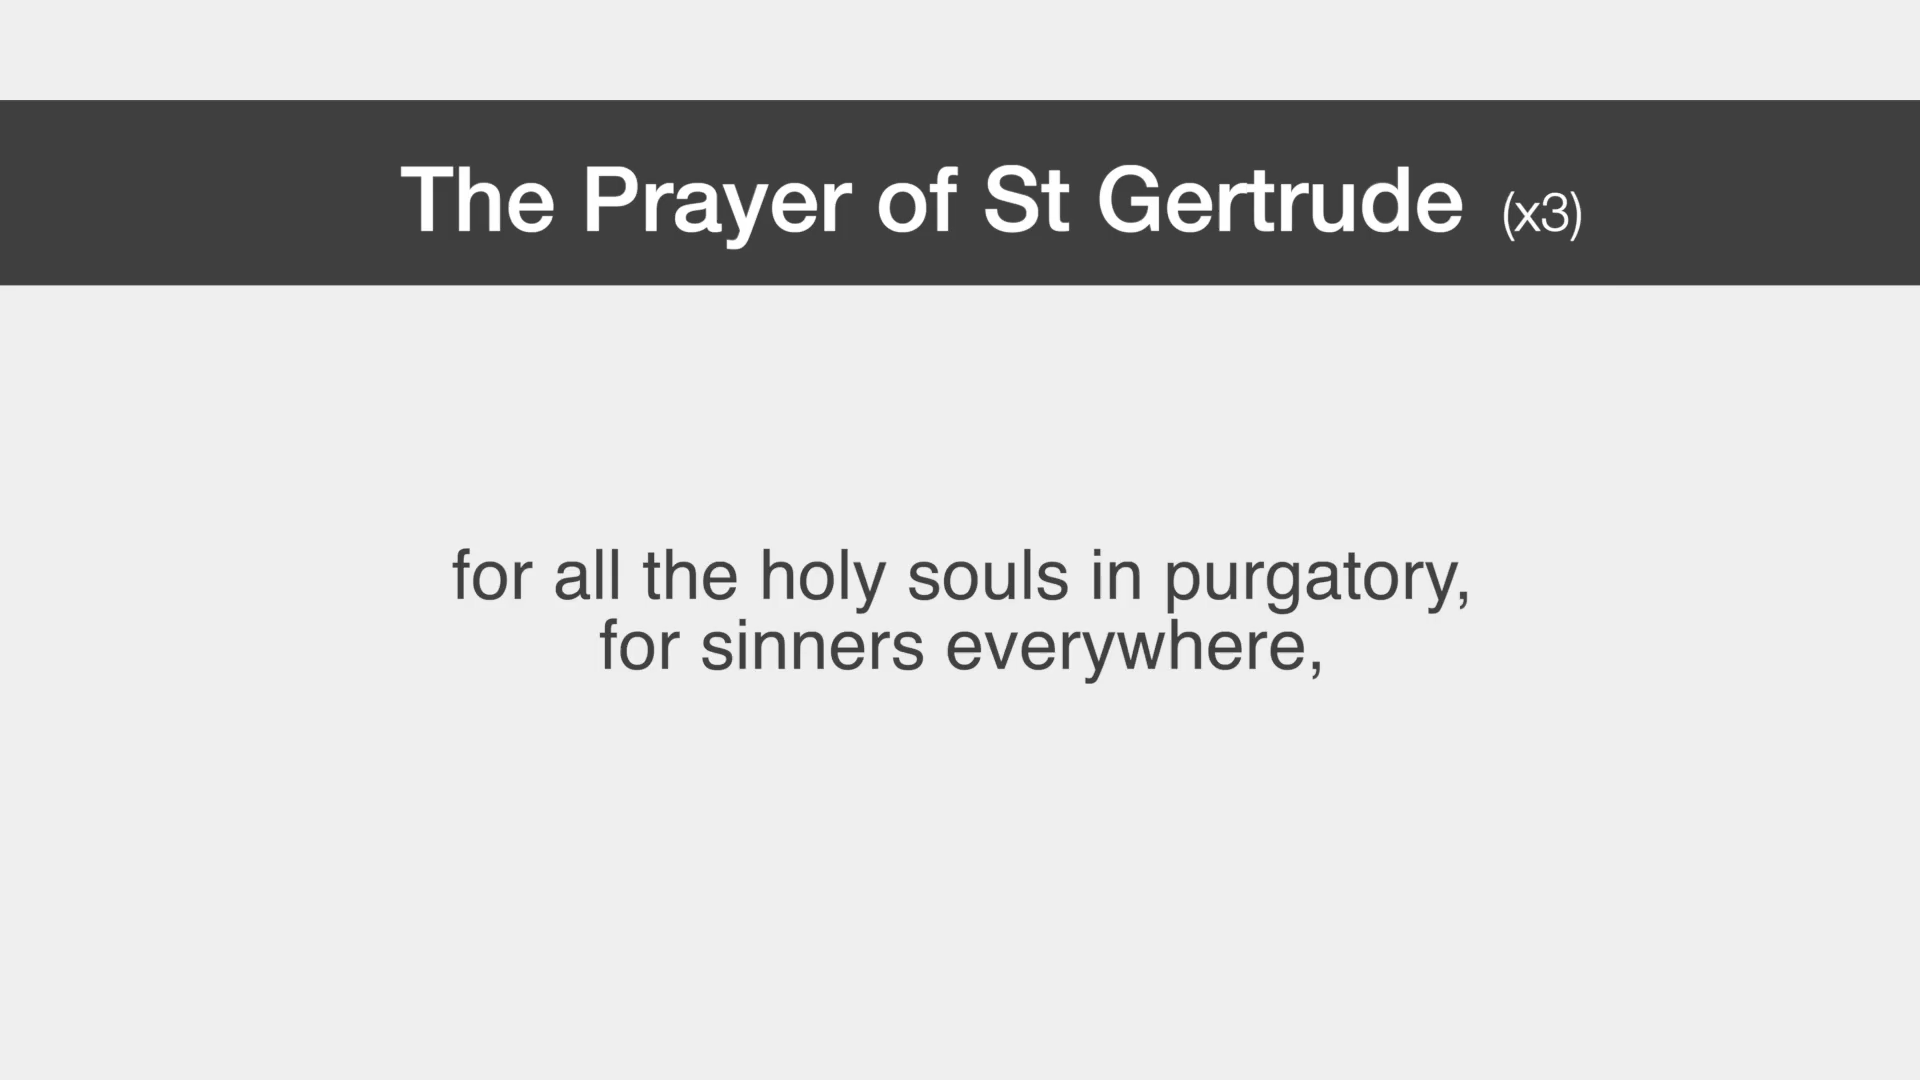 The Prayer of St Gertrude (x3)
for all the holy souls in purgatory,
for sinners everywhere,